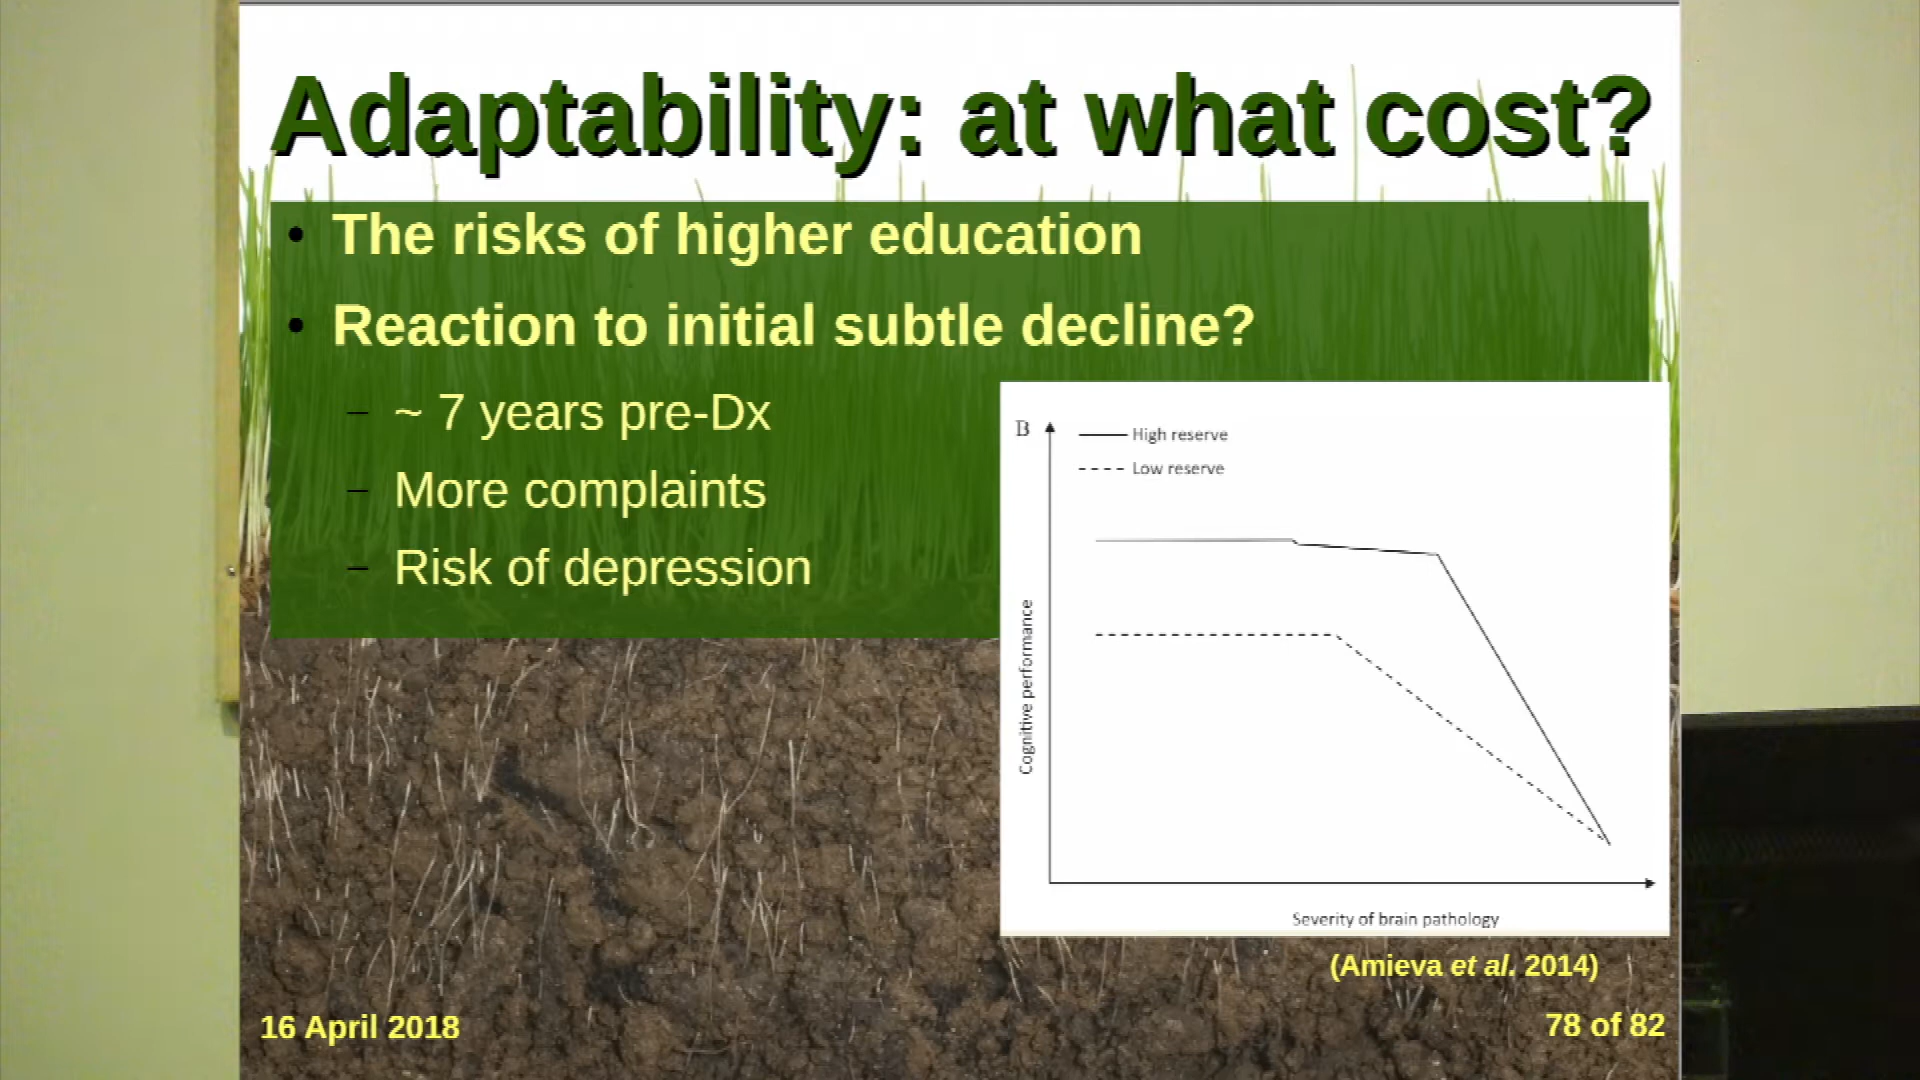 Adaptability: at what cost?
• The risks of higher education
• Reaction to initial subtle decline?
– ~ 7 years pre-Dx
– More complaints
– Risk of depression
B
High reserve
Low reserve
Cognitive performance
Severity of brain pathology
(Amieva et al. 2014)
16 April 2018
78 of 82